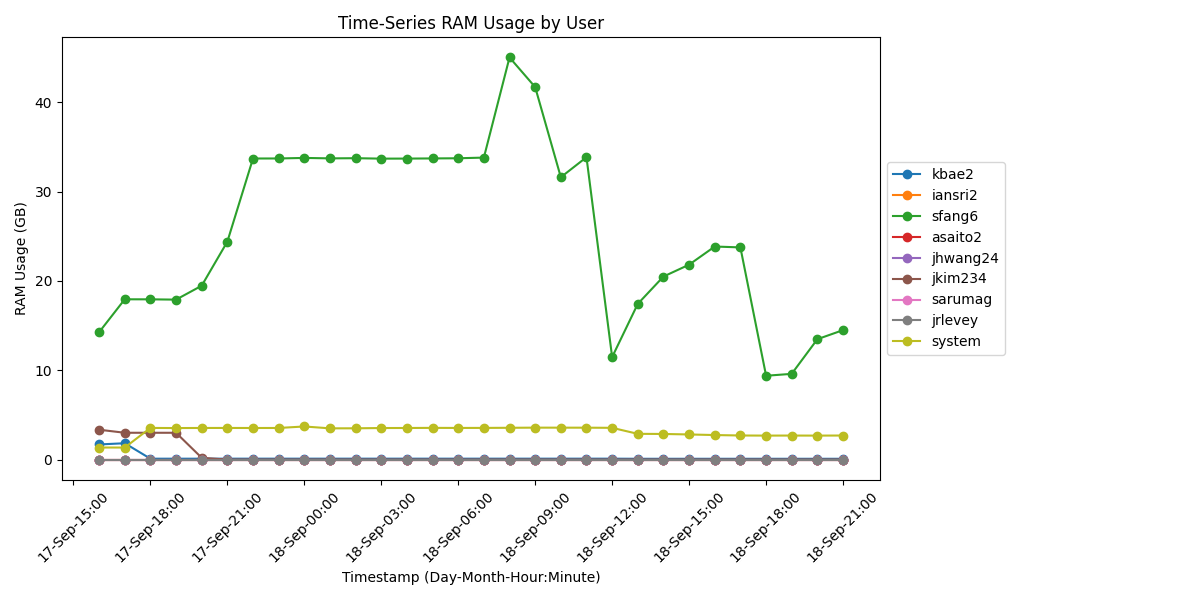 Time-Series RAM Usage by User
RAM Usage (GB)
40
30
20
10
0
17-Sep-15:00
17-Sep-18:00
17-Sep-21:00
18-Sep-00:00
18-Sep-03:00
18-Sep-06:00
18-Sep-09:00
18-Sep-12:00
18-Sep-15:00
18-Sep-18:00
18-Sep-21:00
Timestamp (Day-Month-Hour:Minute)
kbae2
iansri2
sfang6
asaito2
jhwang24
jkim234
sarumag
jrlevey
system